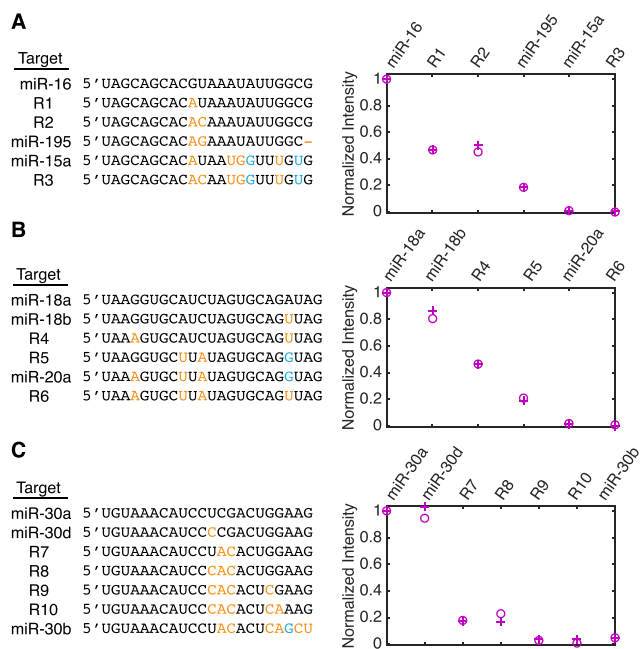 A
Target
miR-16 5'UAGCAGCACGUAAAUAUUGGCG
R1 5'UAGCAGCACAUAAAUAUUGGCG
R2 5'UAGCAGCACACAAAUAUUGGCG
miR-195 5'UAGCAGCACAGAAAUAUUGGC-
miR-15a 5'UAGCAGCACAUAAUGGUUUGUG
R3 5'UAGCAGCACACAAUGGUUUGUG
miR-16 R1 R2 miR-195 miR-15a R3
Normalized Intensity
1
0.8
0.6
0.4
0.2
0
B
Target
miR-18a 5'UAAGGUGCAUCUAGUGCAGAUAG
miR-18b 5'UAAGGUGCAUCUAGUGCAGUUAG
R4 5'UAAAGUGCAUCUAGUGCAGUUAG
R5 5'UAAGGUGCUUAUAGUGCAGGUAG
miR-20a 5'UAAAGUGCUUAUAGUGCAGGUAG
R6 5'UAAAGUGCUUAUAGUGCAGUUAG
miR-18a miR-18b R4 R5 miR-20a R6
Normalized Intensity
1
0.8
0.6
0.4
0.2
0
C
Target
miR-30a 5'UGUAAACAUCCUCGACUGGAAG
miR-30d 5'UGUAAACAUCCCCGACUGGAAG
R7 5'UGUAAACAUCCUACACUGGAAG
R8 5'UGUAAACAUCCCACACUGGAAG
R9 5'UGUAAACAUCCCACACUCGAAG
R10 5'UGUAAACAUCCCACACUCAAAG
miR-30b 5'UGUAAACAUCCUACACUCAGCU
miR-30a miR-30d R7 R8 R9 R10 miR-30b
Normalized Intensity
1
0.8
0.6
0.4
0.2
0